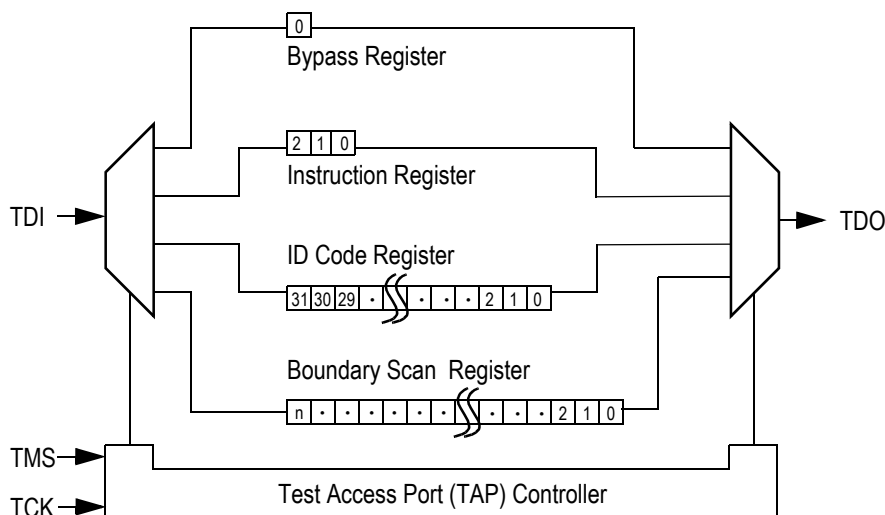 0
Bypass Register
2 1 0
Instruction Register
TDI
TDO
ID Code Register
31 30 29 · · · · 2 1 0
Boundary Scan Register
n · · · · · · · · 2 1 0
TMS
Test Access Port (TAP) Controller
TCK